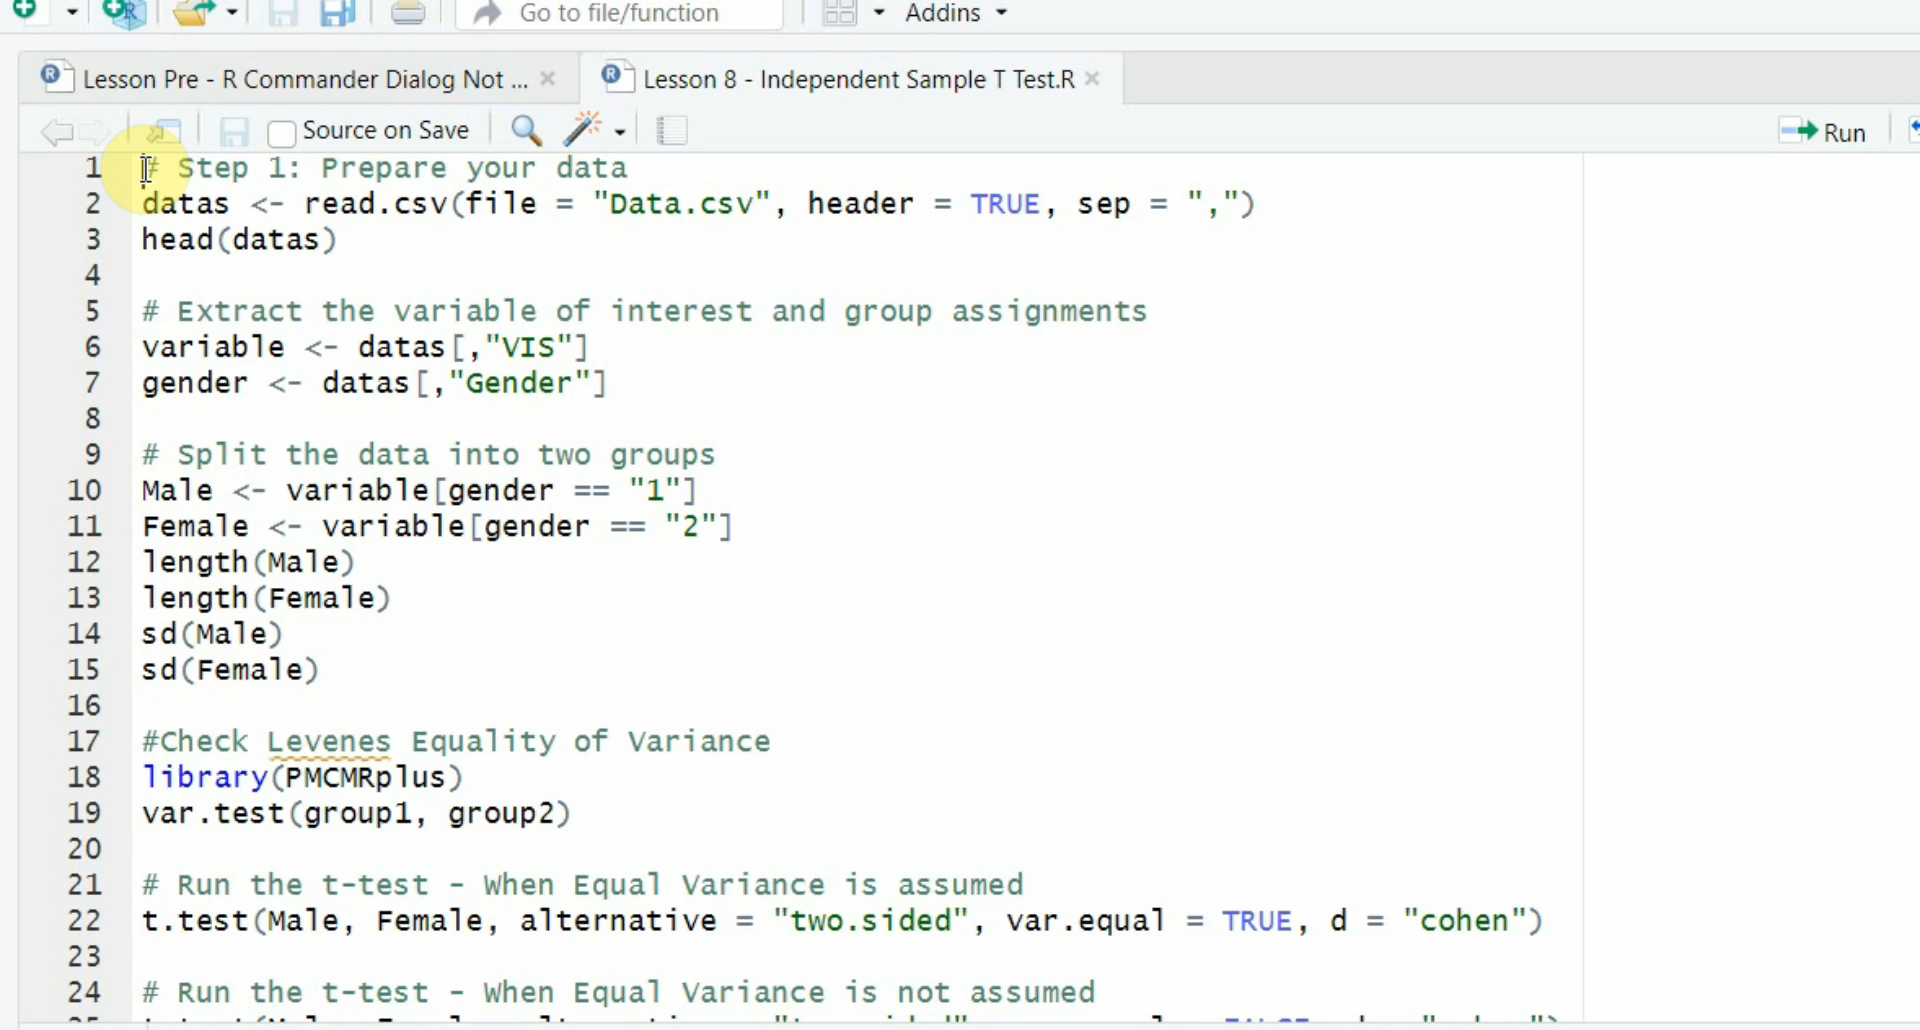 Go to file/function
Addins
Lesson Pre - R Commander Dialog Not ...
Lesson 8 - Independent Sample T Test.R
Source on Save
Run
1 # Step 1: Prepare your data
2 datas <- read.csv(file = "Data.csv", header = TRUE, sep = ",")
3 head(datas)
4
5 # Extract the variable of interest and group assignments
6 variable <- datas[,"VIS"]
7 gender <- datas[,"Gender"]
8
9 # Split the data into two groups
10 Male <- variable[gender == "1"]
11 Female <- variable[gender == "2"]
12 length(Male)
13 length(Female)
14 sd(Male)
15 sd(Female)
16
17 #Check Levenes Equality of Variance
18 library(PMCMRplus)
19 var.test(group1, group2)
20
21 # Run the t-test - When Equal Variance is assumed
22 t.test(Male, Female, alternative = "two.sided", var.equal = TRUE, d = "cohen")
23
24 # Run the t-test - When Equal Variance is not assumed